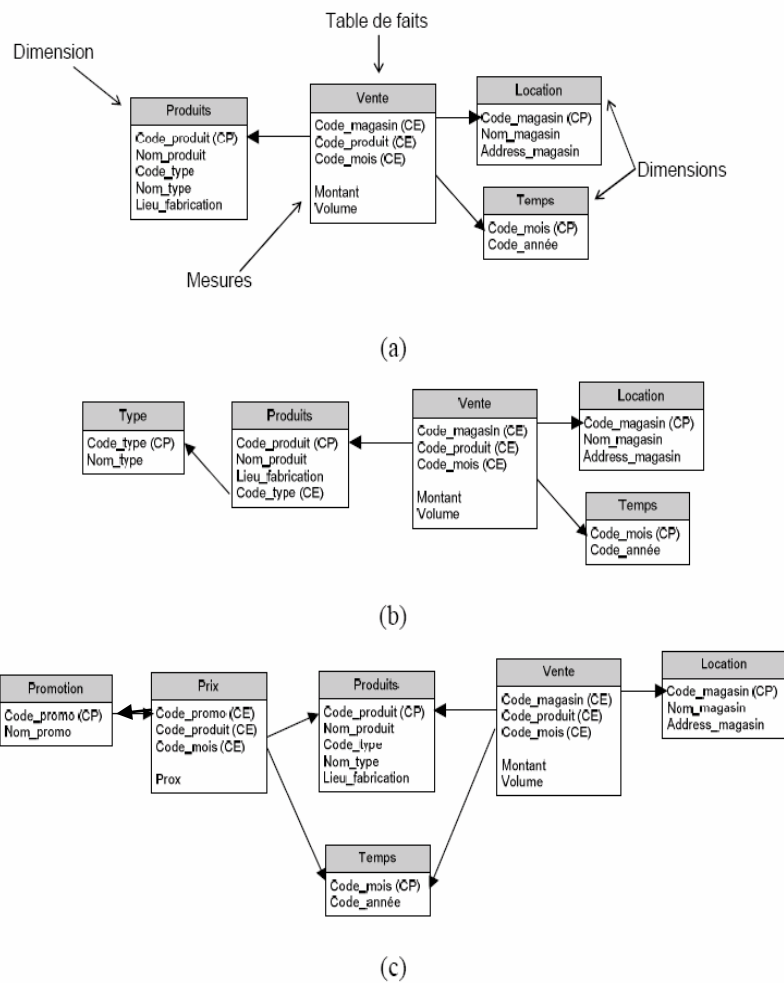 Table de faits
Dimension
Produits
Code_produit (CP)
Nom_produit
Code_type
Nom_type
Lieu_fabrication
Vente
Code_magasin (CE)
Code_produit (CE)
Code_mois (CE)
Montant
Volume
Location
Code_magasin (CP)
Nom_magasin
Address_magasin
Dimensions
Temps
Code_mois (CP)
Code_année
Mesures
(a)
Type
Code_type (CP)
Nom_type
Produits
Code_produit (CP)
Nom_produit
Lieu_fabrication
Code_type (CE)
Vente
Code_magasin (CE)
Code_produit (CE)
Code_mois (CE)
Montant
Volume
Location
Code_magasin (CP)
Nom_magasin
Address_magasin
Temps
Code_mois (CP)
Code_année
(b)
Promotion
Code_promo (CP)
Nom_promo
Prix
Code_promo (CE)
Code_produit (CE)
Code_mois (CE)
Prox
Produits
Code_produit (CP)
Nom_produit
Code_type
Nom_type
Lieu_fabrication
Vente
Code_magasin (CE)
Code_produit (CE)
Code_mois (CE)
Montant
Volume
Location
Code_magasin (CP)
Nom_magasin
Address_magasin
Temps
Code_mois (CP)
Code_année
(c)